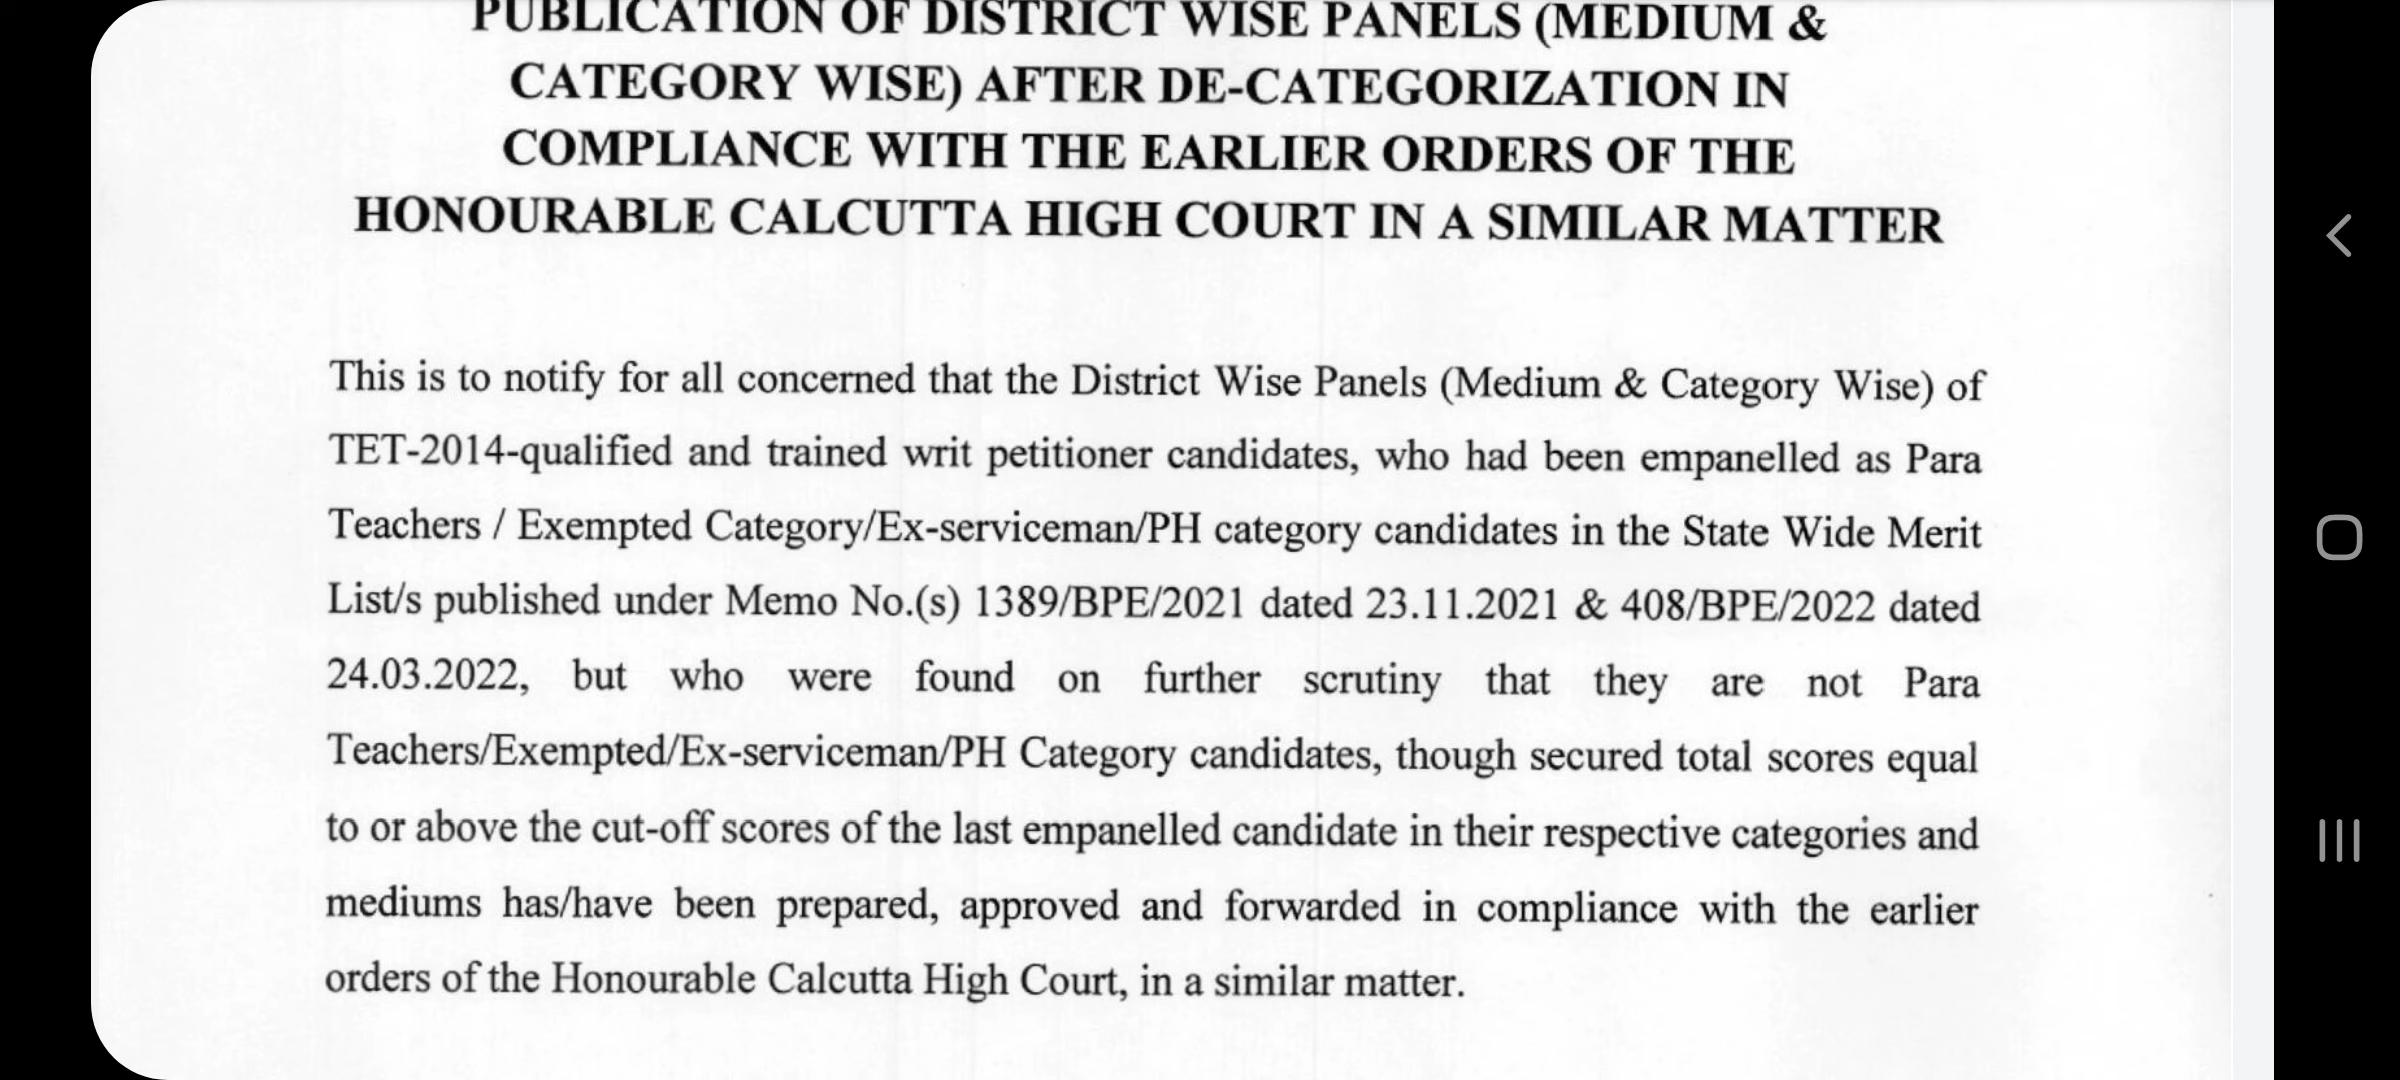 PUBLICATION OF DISTRICT WISE PANELS (MEDIUM &
CATEGORY WISE) AFTER DE-CATEGORIZATION IN
COMPLIANCE WITH THE EARLIER ORDERS OF THE
HONOURABLE CALCUTTA HIGH COURT IN A SIMILAR MATTER
This is to notify for all concerned that the District Wise Panels (Medium & Category Wise) of
TET-2014-qualified and trained writ petitioner candidates, who had been empanelled as Para
Teachers / Exempted Category/Ex-serviceman/PH category candidates in the State Wide Merit
List/s published under Memo No.(s) 1389/BPE/2021 dated 23.11.2021 & 408/BPE/2022 dated
24.03.2022, but who were found on further scrutiny that they are not Para
Teachers/Exempted/Ex-serviceman/PH Category candidates, though secured total scores equal
to or above the cut-off scores of the last empanelled candidate in their respective categories and
mediums has/have been prepared, approved and forwarded in compliance with the earlier
orders of the Honourable Calcutta High Court, in a similar matter.